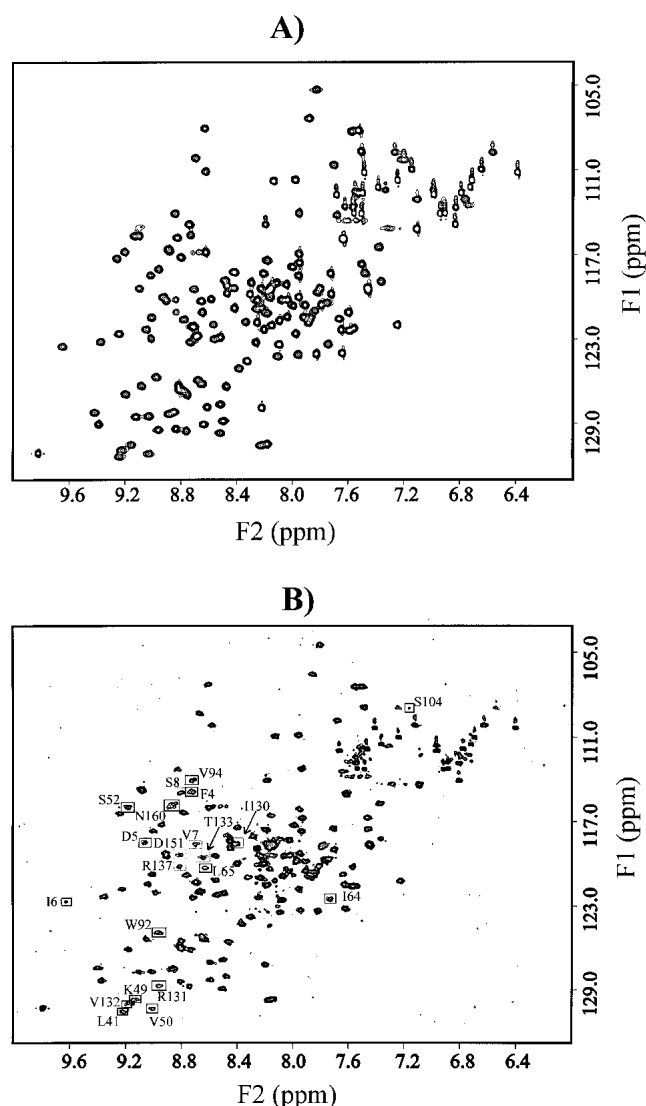 A)
105.0
111.0
117.0
123.0
129.0
F1 (ppm)
9.6 9.2 8.8 8.4 8.0 7.6 7.2 6.8 6.4
F2 (ppm)
B)
105.0
111.0
117.0
123.0
129.0
F1 (ppm)
S104
V94
S8
F4
S52
N160
I130
T133
D5
D151
V7
R137
L65
I6
I64
W92
K49
R131
V132
L41
V50
9.6 9.2 8.8 8.4 8.0 7.6 7.2 6.8 6.4
F2 (ppm)